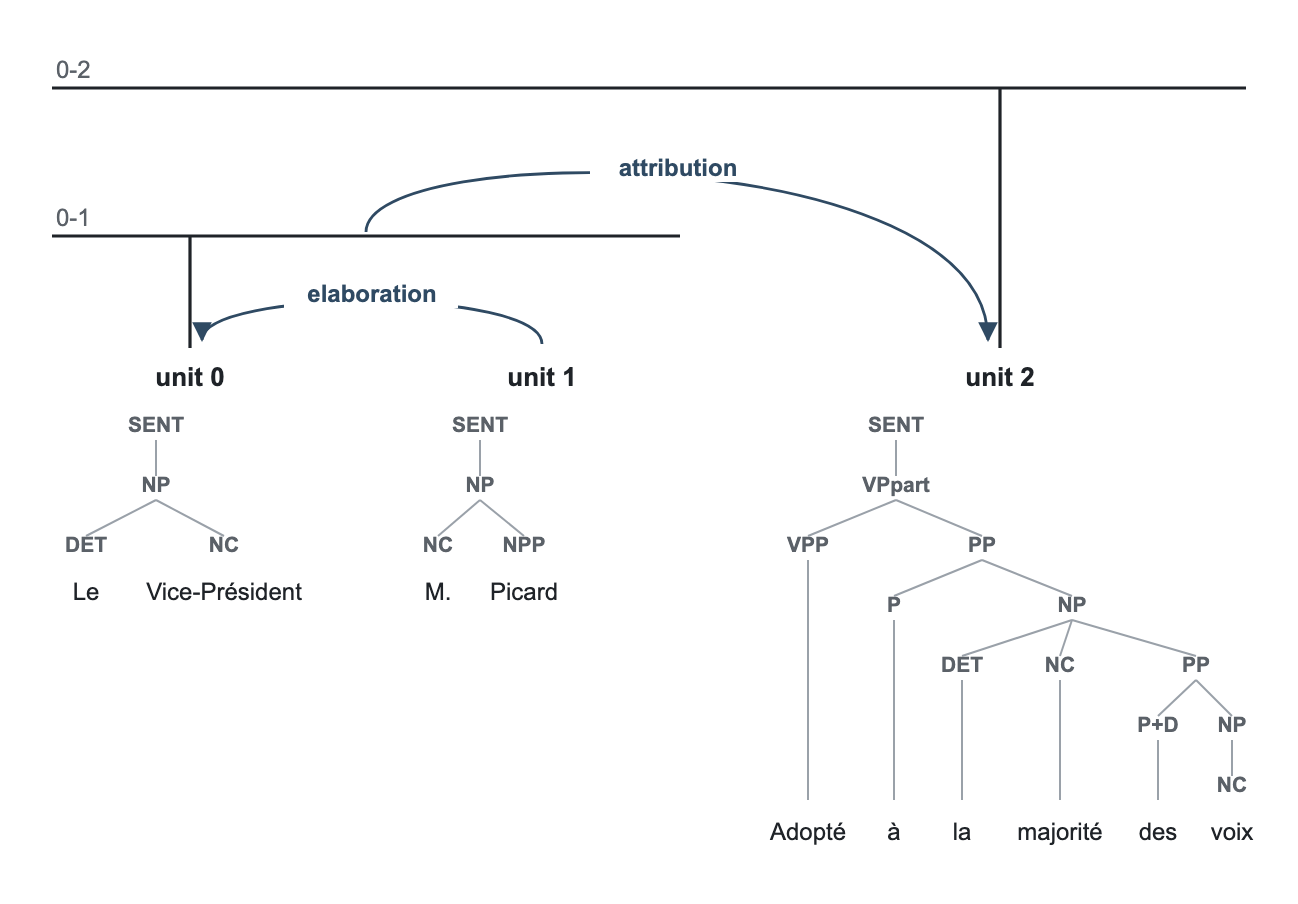 0-2
attribution
0-1
elaboration
unit 0 unit 1 unit 2
SENT SENT SENT
NP NP VPpart
DET NC NC NPP VPP PP
Le Vice-Président M. Picard
P NP
DET NC PP
P+D NP
NC
Adopté à la majorité des voix